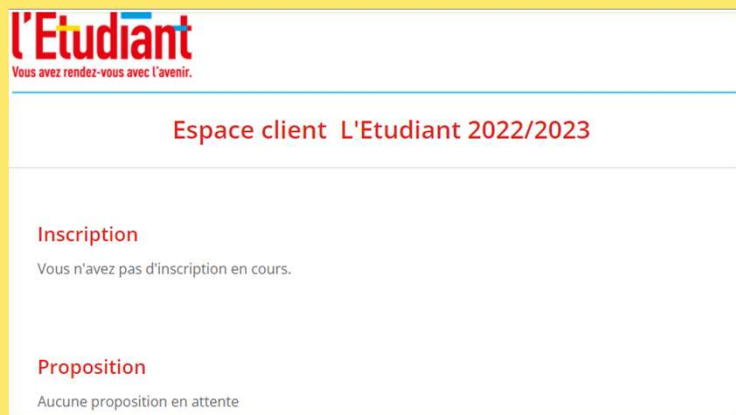 l'Etudiant
Vous avez rendez-vous avec l'avenir.
Espace client L'Etudiant 2022/2023
Inscription
Vous n'avez pas d'inscription en cours.
Proposition
Aucune proposition en attente